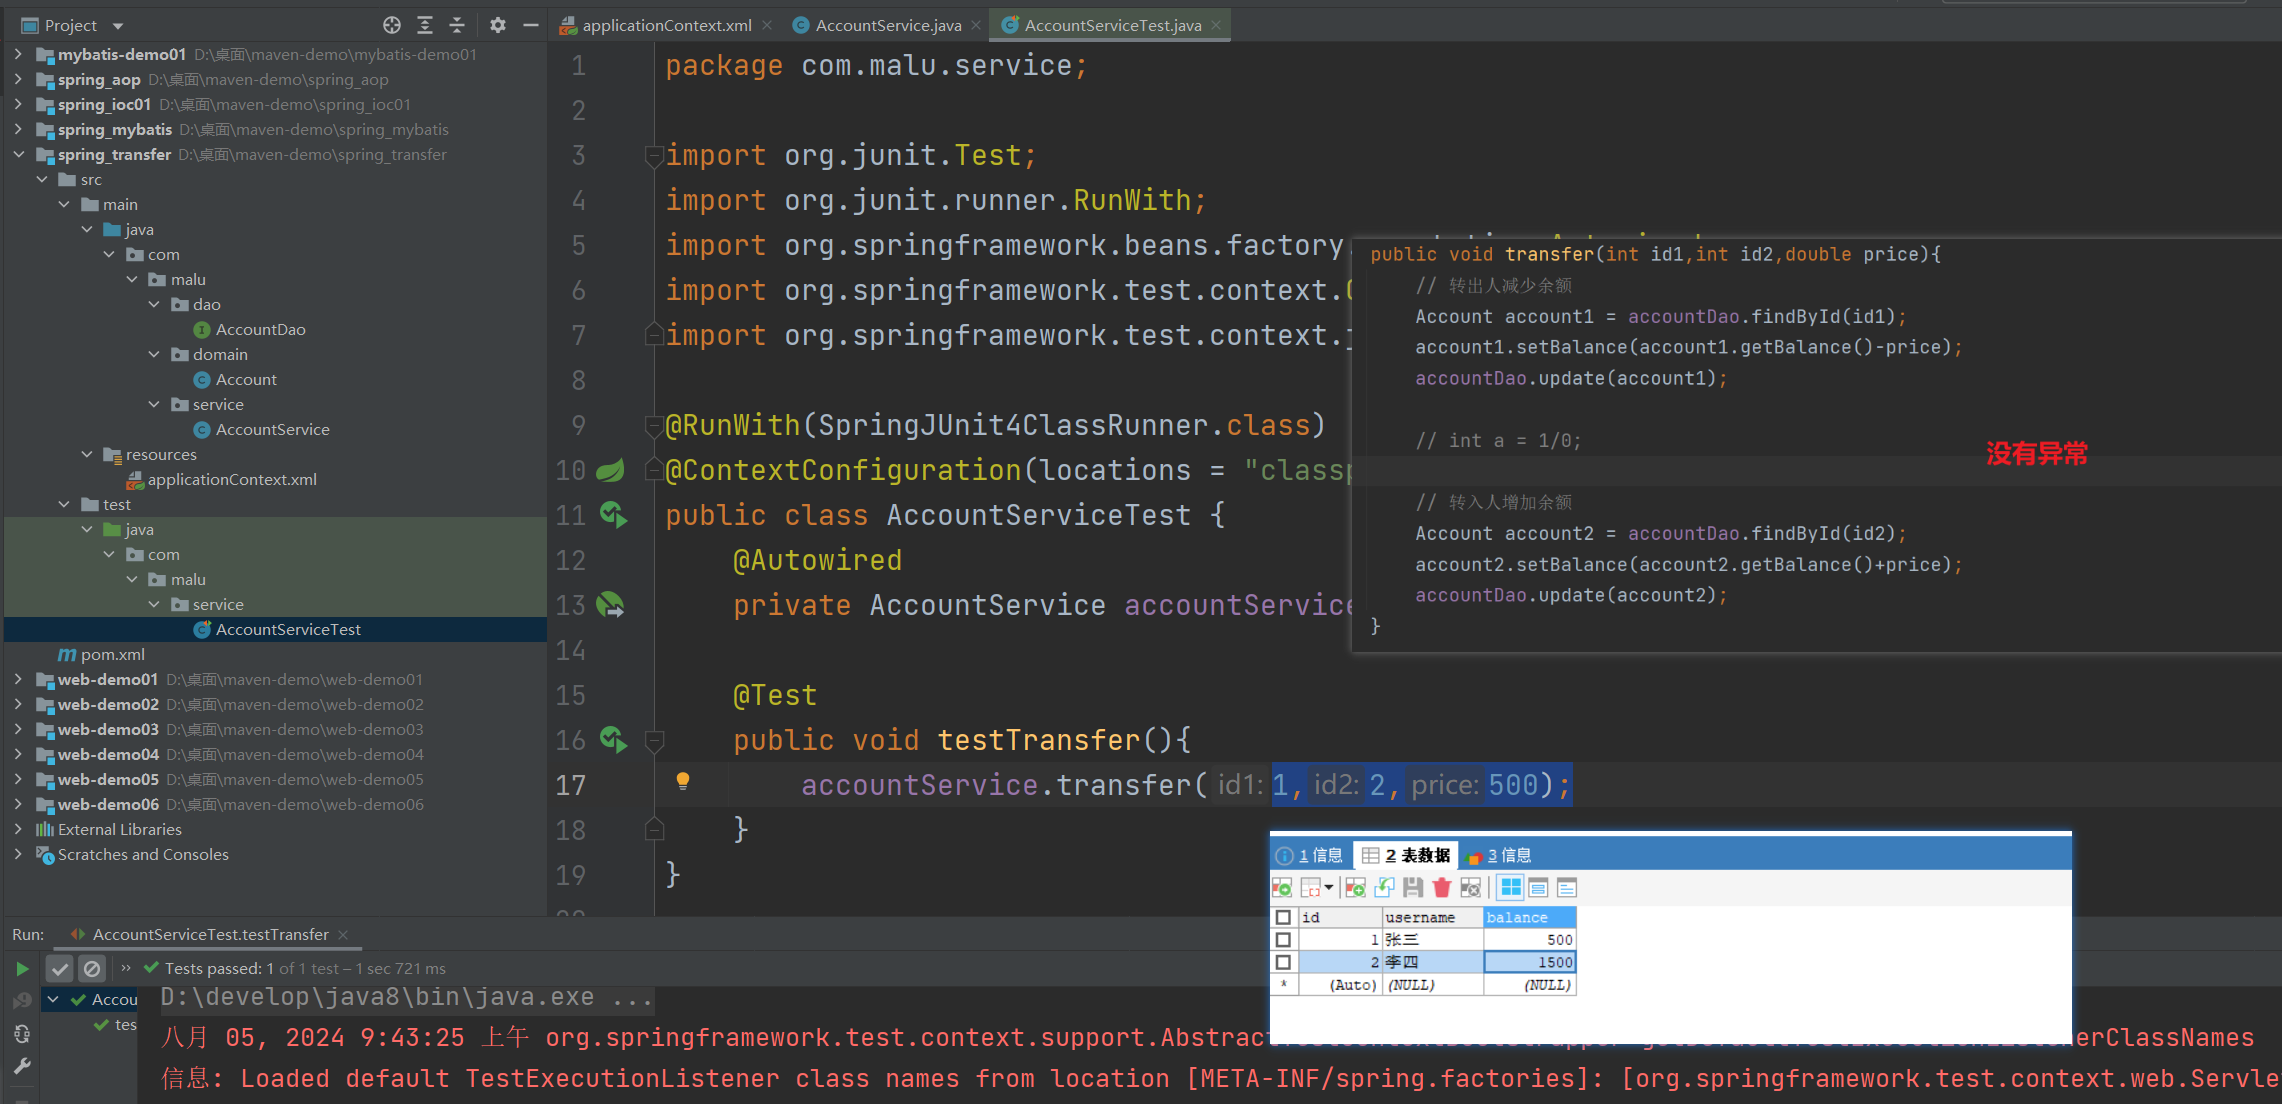 Project
mybatis-demo01 D:\桌面\maven-demo\mybatis-demo01
spring_aop D:\桌面\maven-demo\spring_aop
spring_ioc01 D:\桌面\maven-demo\spring_ioc01
spring_mybatis D:\桌面\maven-demo\spring_mybatis
spring_transfer D:\桌面\maven-demo\spring_transfer
src
main
java
com
malu
dao
AccountDao
domain
Account
service
AccountService
resources
applicationContext.xml
test
java
com
malu
service
AccountServiceTest
pom.xml
web-demo01 D:\桌面\maven-demo\web-demo01
web-demo02 D:\桌面\maven-demo\web-demo02
web-demo03 D:\桌面\maven-demo\web-demo03
web-demo04 D:\桌面\maven-demo\web-demo04
web-demo05 D:\桌面\maven-demo\web-demo05
web-demo06 D:\桌面\maven-demo\web-demo06
External Libraries
Scratches and Consoles
applicationContext.xml AccountService.java AccountServiceTest.java
1 package com.malu.service;
2
3 import org.junit.Test;
4 import org.junit.runner.RunWith;
5 import org.springframework.beans.factory
6 import org.springframework.test.context.
7 import org.springframework.test.context.
8
9 @RunWith(SpringJUnit4ClassRunner.class)
10 @ContextConfiguration(locations = "class
11 public class AccountServiceTest {
12 @Autowired
13 private AccountService accountService
14
15 @Test
16 public void testTransfer(){
17 accountService.transfer( id1: 1, id2: 2, price: 500);
18 }
19 }
public void transfer(int id1,int id2,double price){
// 转出人减少余额
Account account1 = accountDao.findById(id1);
account1.setBalance(account1.getBalance()-price);
accountDao.update(account1);
// int a = 1/0;
没有异常
// 转入人增加余额
Account account2 = accountDao.findById(id2);
account2.setBalance(account2.getBalance()+price);
accountDao.update(account2);
}
1 信息 2 表数据 3 信息
id username balance
1 张三 500
2 李四 1500
* (Auto) (NULL) (NULL)
Run: AccountServiceTest.testTransfer
» Tests passed: 1 of 1 test – 1 sec 721 ms
Accou
tes
D:\develop\java8\bin\java.exe ...
八月 05, 2024 9:43:25 上午 org.springframework.test.context.support.Abstrac nerClassNames
信息: Loaded default TestExecutionListener class names from location [META-INF/spring.factories]: [org.springframework.test.context.web.Servle